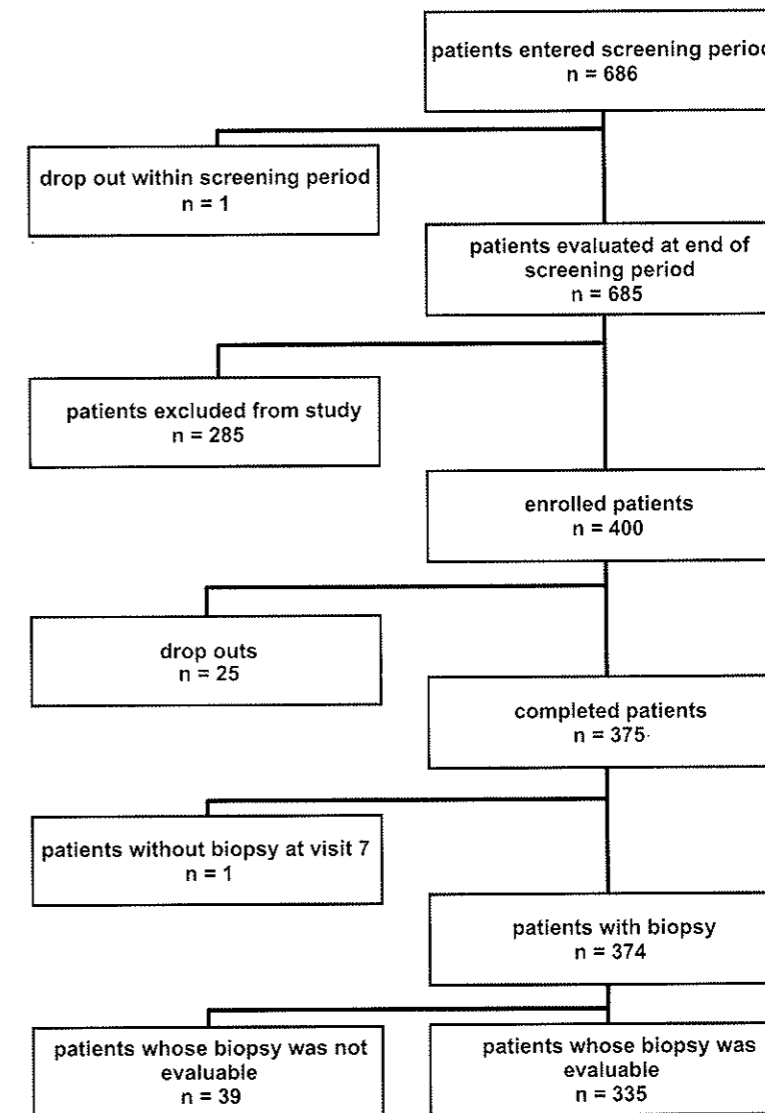 patients entered screening perio
n = 686
drop out within screening period
n = 1
patients evaluated at end of
screening period
n = 685
patients excluded from study
n = 285
enrolled patients
n = 400
drop outs
n = 25
completed patients
n = 375
patients without biopsy at visit 7
n = 1
patients with biopsy
n = 374
patients whose biopsy was not
evaluable
n = 39
patients whose biopsy was
evaluable
n = 335